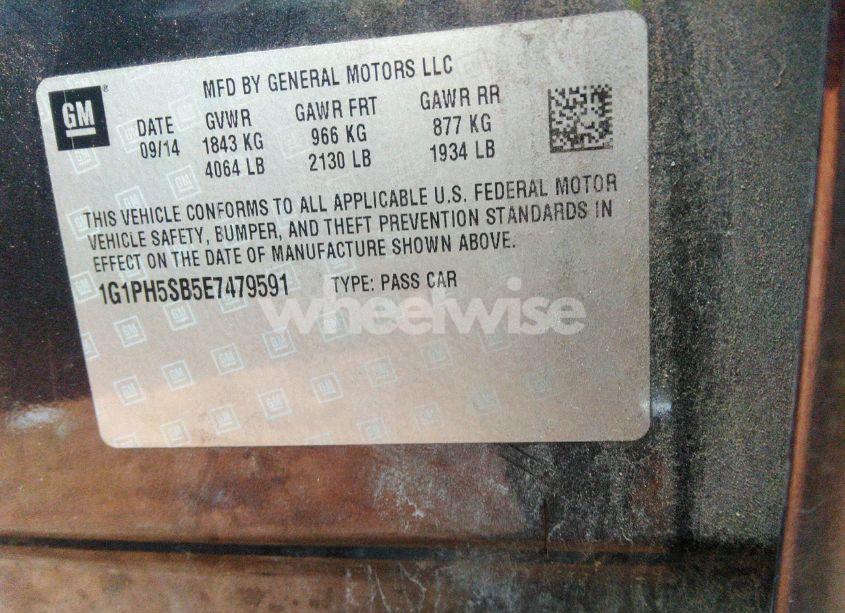 GM
MFD BY GENERAL MOTORS LLC
DATE GVWR GAWR FRT GAWR RR
09/14 1843 KG 966 KG 877 KG
4064 LB 2130 LB 1934 LB
THIS VEHICLE CONFORMS TO ALL APPLICABLE U.S. FEDERAL MOTOR
VEHICLE SAFETY, BUMPER, AND THEFT PREVENTION STANDARDS IN
EFFECT ON THE DATE OF MANUFACTURE SHOWN ABOVE.
1G1PH5SB5E7479591 TYPE: PASS CAR
wheelwise